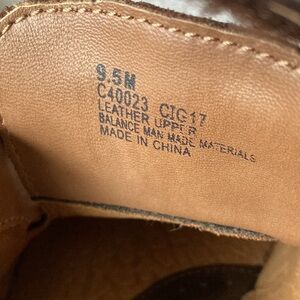 9.5M
C40023 CIG17
LEATHER UPPER
BALANCE MAN MADE MATERIALS
MADE IN CHINA